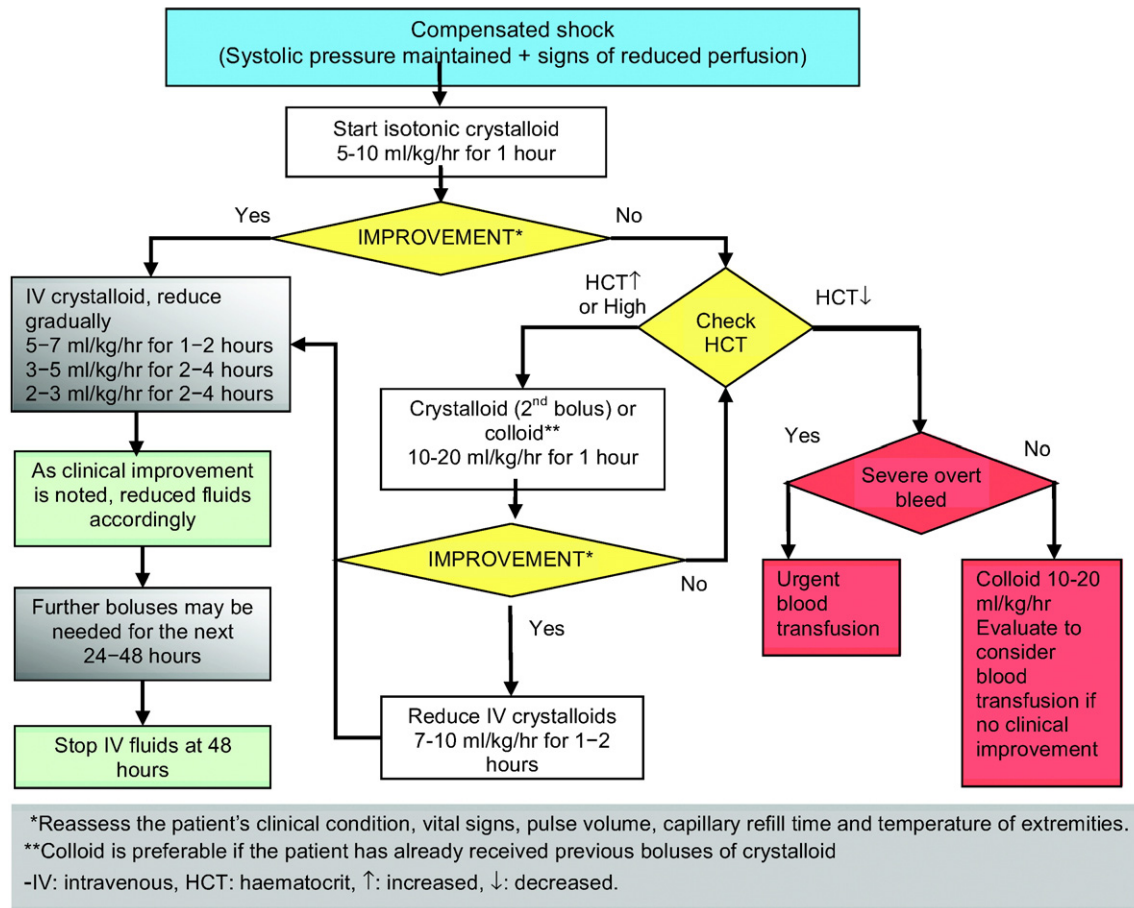 Compensated shock
(Systolic pressure maintained + signs of reduced perfusion)
Start isotonic crystalloid
5-10 ml/kg/hr for 1 hour
Yes
No
IMPROVEMENT*
IV crystalloid, reduce
gradually
5–7 ml/kg/hr for 1–2 hours
3–5 ml/kg/hr for 2–4 hours
2–3 ml/kg/hr for 2–4 hours
HCT↑
or High
HCT↓
Check
HCT
Crystalloid (2nd bolus) or
colloid**
10-20 ml/kg/hr for 1 hour
Yes
No
Severe overt
bleed
As clinical improvement
is noted, reduced fluids
accordingly
IMPROVEMENT*
No
Yes
Urgent
blood
transfusion
Colloid 10-20
ml/kg/hr
Evaluate to
consider
blood
transfusion if
no clinical
improvement
Further boluses may be
needed for the next
24–48 hours
Reduce IV crystalloids
7-10 ml/kg/hr for 1–2
hours
Stop IV fluids at 48
hours
*Reassess the patient's clinical condition, vital signs, pulse volume, capillary refill time and temperature of extremities.
**Colloid is preferable if the patient has already received previous boluses of crystalloid
-IV: intravenous, HCT: haematocrit, ↑: increased, ↓: decreased.